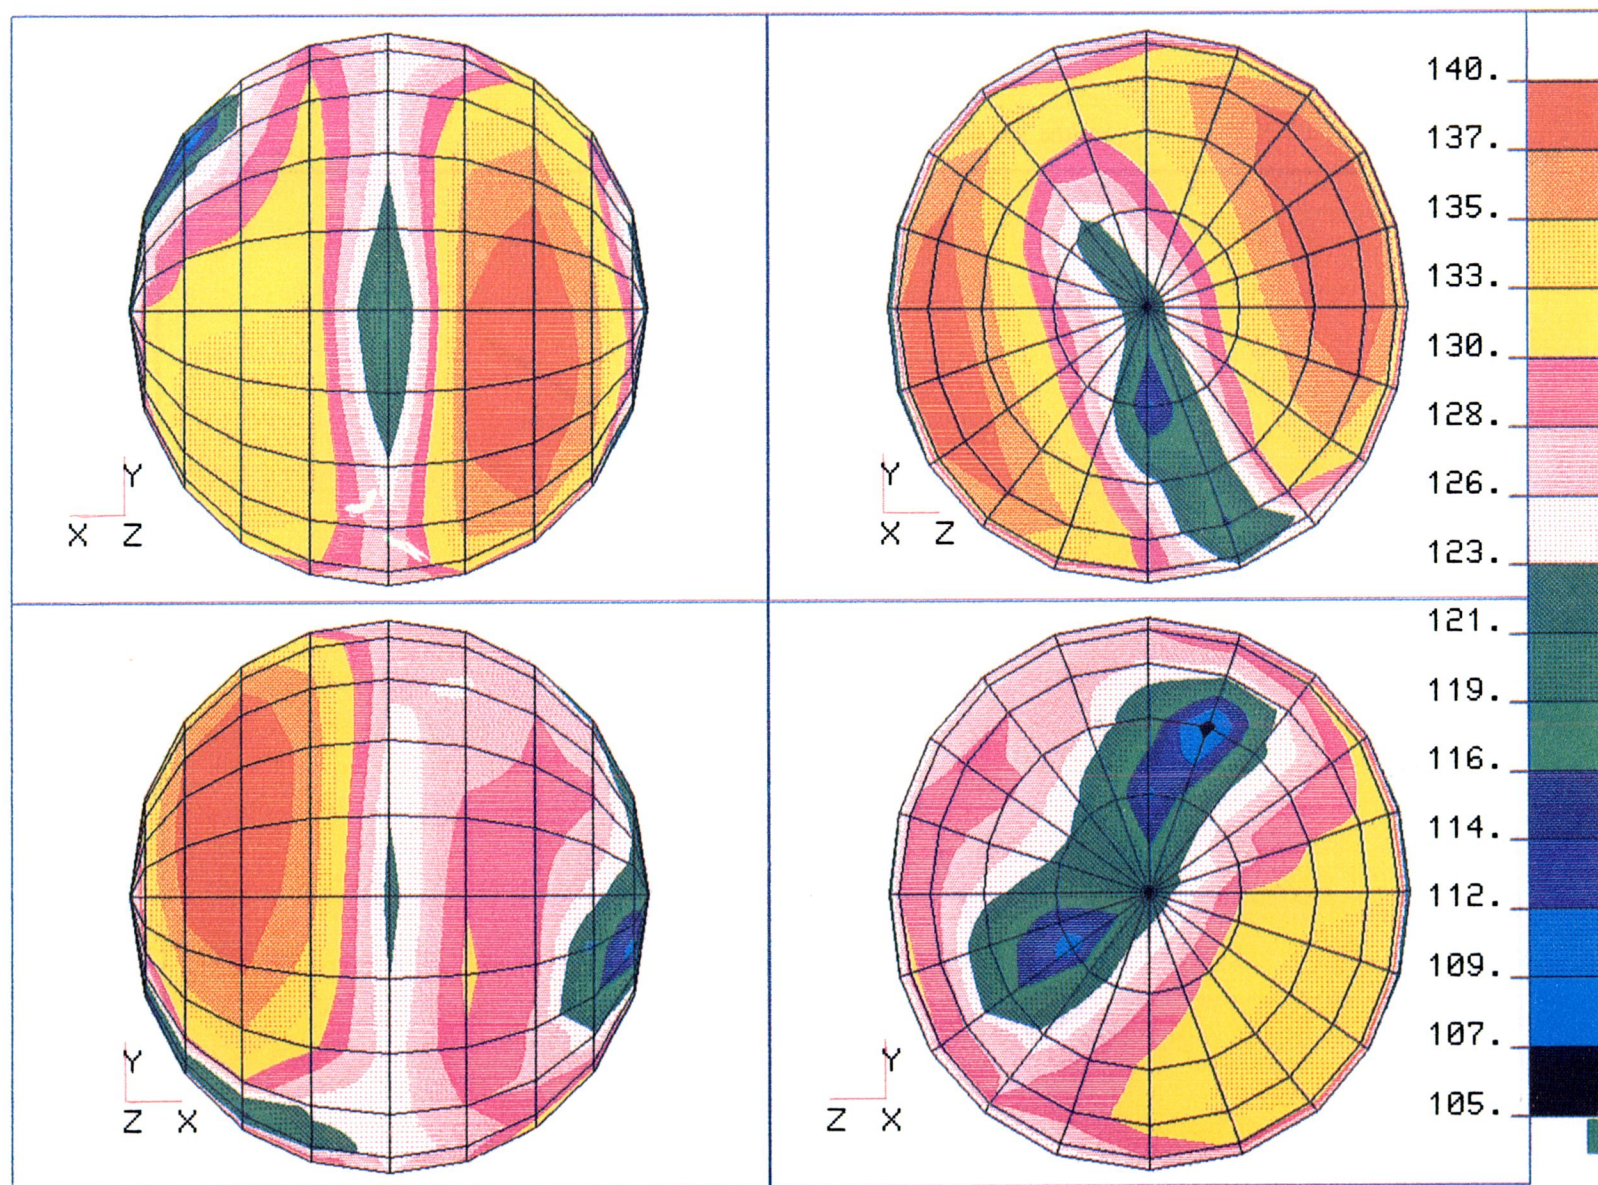 140.
137.
135.
133.
130.
128.
126.
123.
121.
119.
116.
114.
112.
109.
107.
105.
Y
X Z
Y
X Z
Y
Z X
Y
Z X